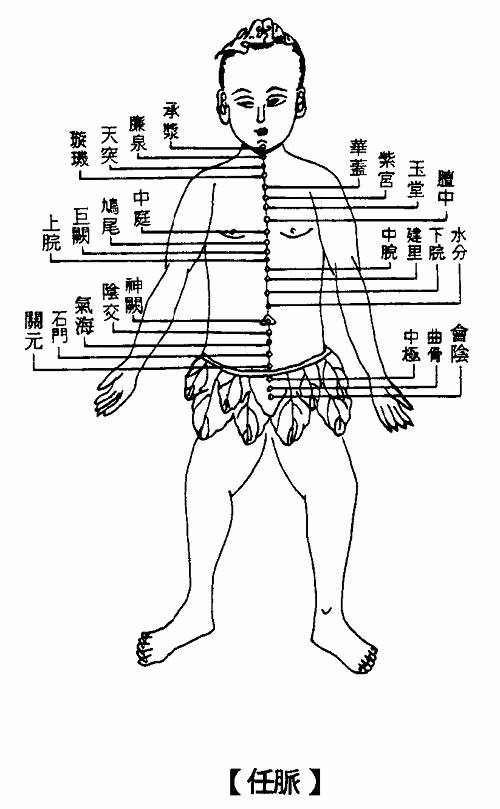 承漿
廉泉
天突
璇璣
華蓋
紫宮
玉堂
膻中
中庭
鳩尾
巨闕
上脘
中脘
建里
下脘
水分
神闕
陰交
氣海
石門
關元
中極
曲骨
會陰
【任脈】